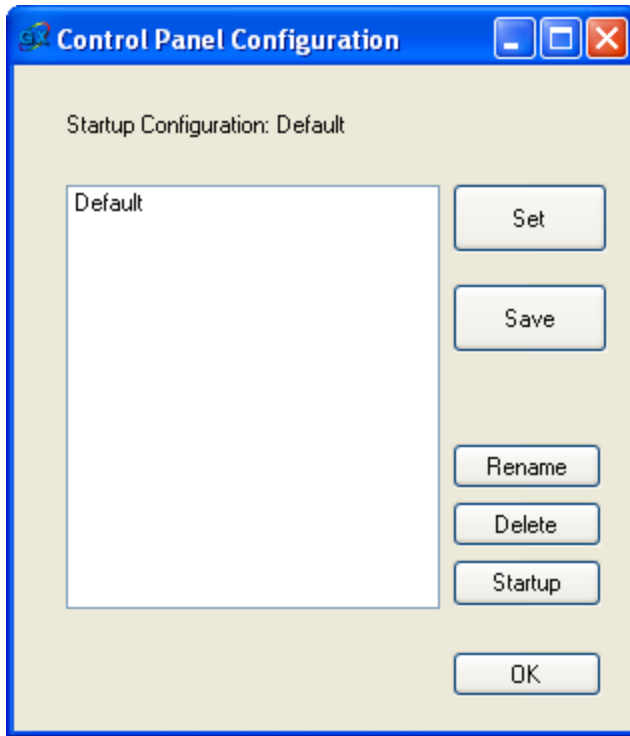 Control Panel Configuration
Startup Configuration: Default
Default
Set
Save
Rename
Delete
Startup
OK